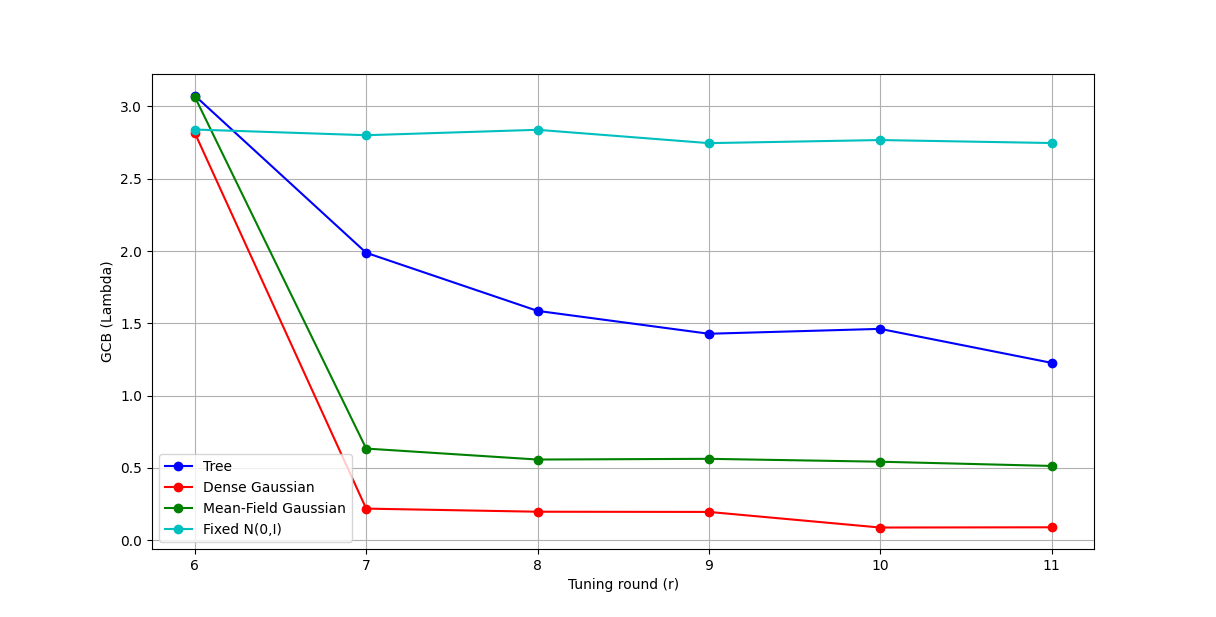 3.0
2.5
2.0
1.5
1.0
0.5
0.0
GCB (Lambda)
Tree
Dense Gaussian
Mean-Field Gaussian
Fixed N(0,I)
6 7 8 9 10 11
Tuning round (r)